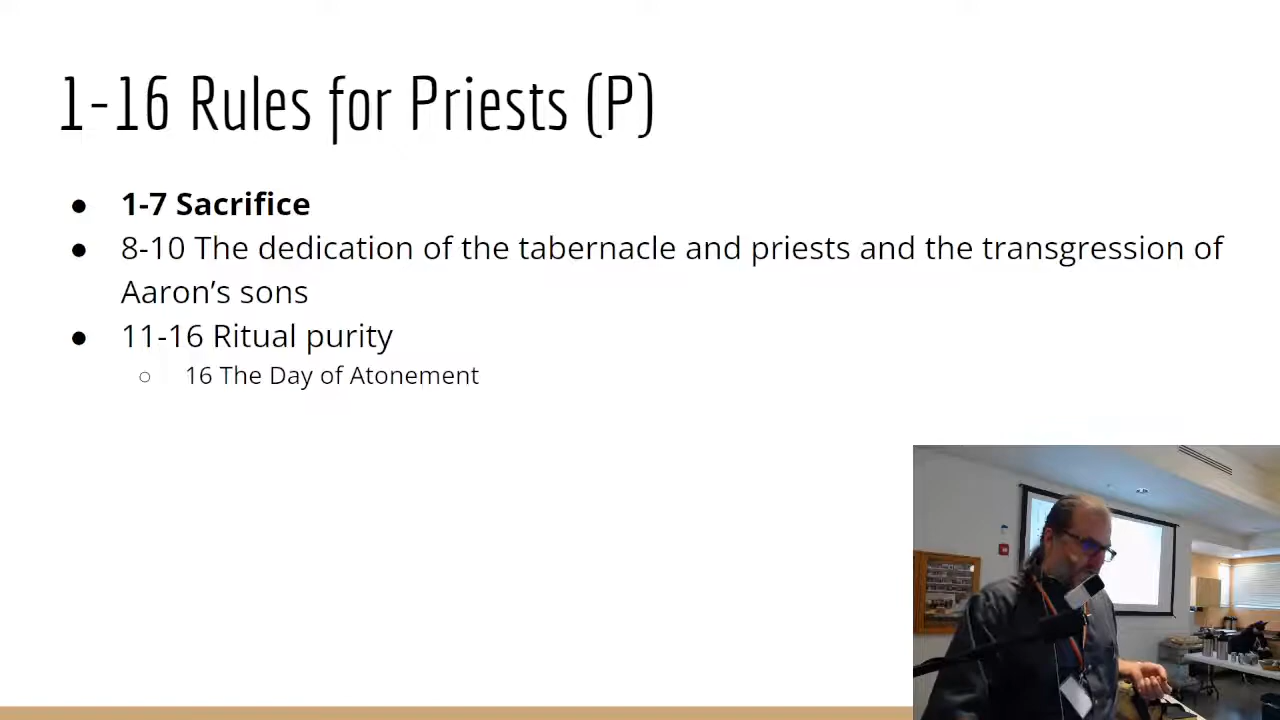 1-16 Rules for Priests (P)
● 1-7 Sacrifice
● 8-10 The dedication of the tabernacle and priests and the transgression of
Aaron’s sons
● 11-16 Ritual purity
○ 16 The Day of Atonement